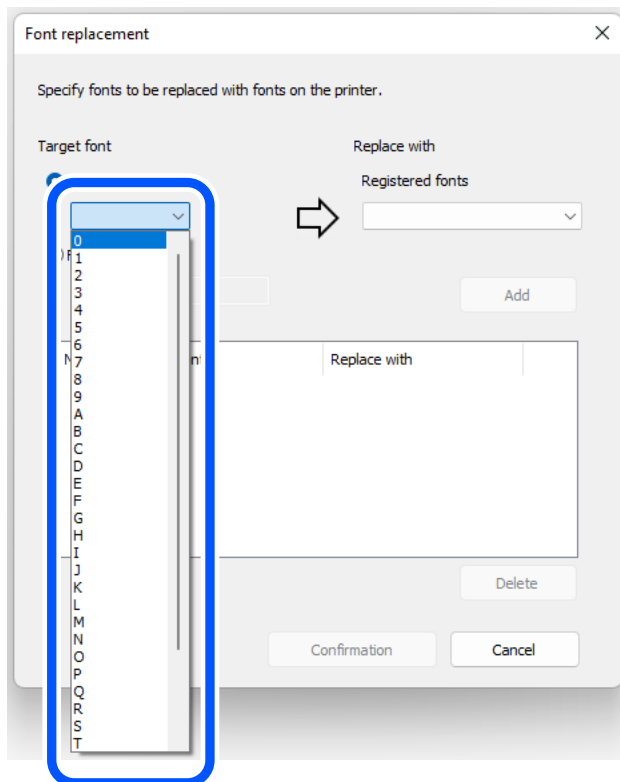 Font replacement
Specify fonts to be replaced with fonts on the printer.
Target font
Replace with
Registered fonts
0
1
2
3
4
5
6
7
8
9
A
B
C
D
E
F
G
H
I
J
K
L
M
N
O
P
Q
R
S
T
Add
Replace with
Delete
Confirmation
Cancel